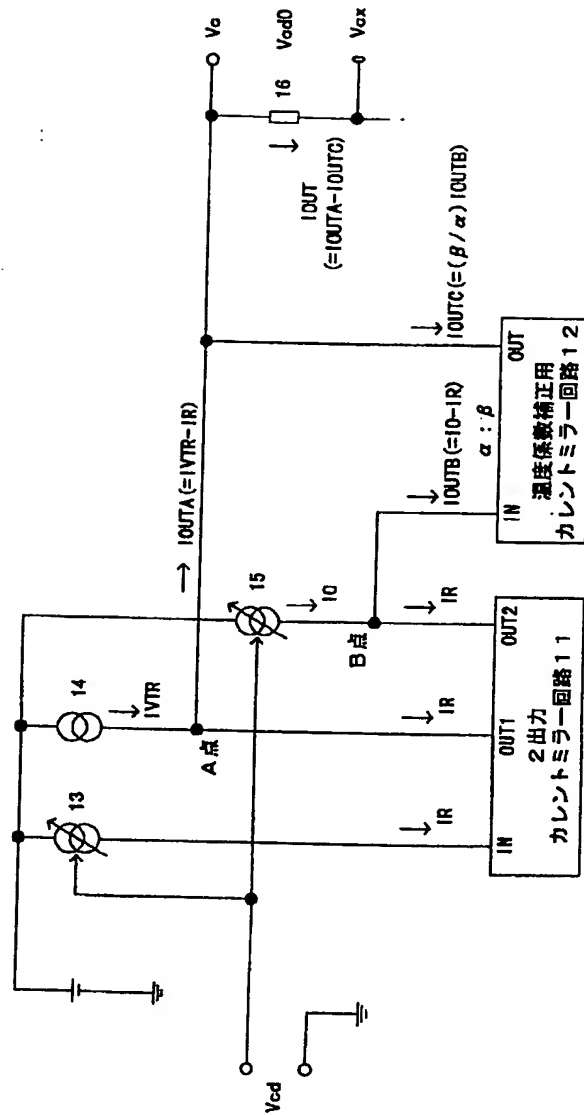 Vcd
13
14
IVTR
A点
IOUTA(=IVTR-IR)
15
IO
B点
IR
IR
IR
IN
OUT1
OUT2
2出力
カレントミラー回路11
IOUTB(=IO-IR)
α:β
IN
OUT
温度係数補正用
カレントミラー回路12
IOUTC(=(β/α)IOUTB)
IOUT
(=IOUTA-IOUTC)
16
Va
Vad0
Vax